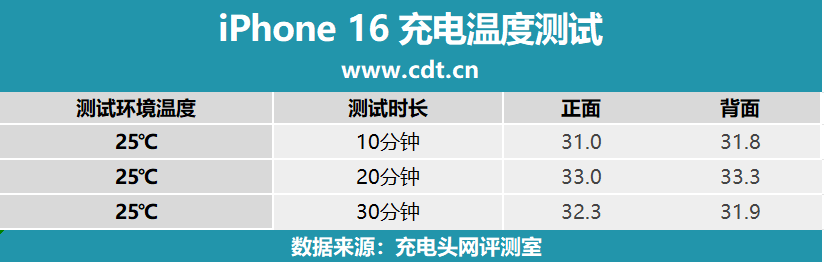 iPhone 16 充电温度测试
www.cdt.cn
测试环境温度 测试时长 正面 背面
25℃ 10分钟 31.0 31.8
25℃ 20分钟 33.0 33.3
25℃ 30分钟 32.3 31.9
数据来源：充电头网评测室